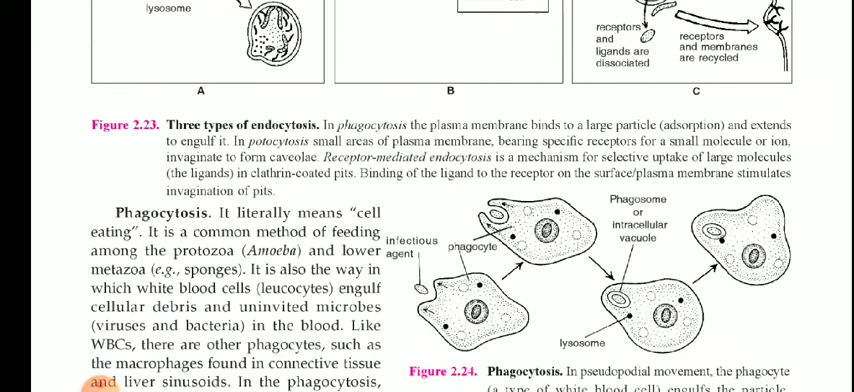 lysosome
receptors
and
ligands are
dissociated
receptors
and membranes
are recycled
A
B
C
Figure 2.23. Three types of endocytosis. In phagocytosis the plasma membrane binds to a large particle (adsorption) and extends
to engulf it. In potocytosis small areas of plasma membrane, bearing specific receptors for a small molecule or ion,
invaginate to form caveolae. Receptor-mediated endocytosis is a mechanism for selective uptake of large molecules
(the ligands) in clathrin-coated pits. Binding of the ligand to the receptor on the surface/plasma membrane stimulates
invagination of pits.
Phagocytosis. It literally means “cell
eating”. It is a common method of feeding
among the protozoa (Amoeba) and lower
metazoa (e.g., sponges). It is also the way in
which white blood cells (leucocytes) engulf
cellular debris and uninvited microbes
(viruses and bacteria) in the blood. Like
WBCs, there are other phagocytes, such as
the macrophages found in connective tissue
and liver sinusoids. In the phagocytosis,
infectious
agent
phagocyte
Phagosome
or
intracellular
vacuole
lysosome
Figure 2.24. Phagocytosis. In pseudopodial movement, the phagocyte
(a type of white blood cell) engulfs the particle,